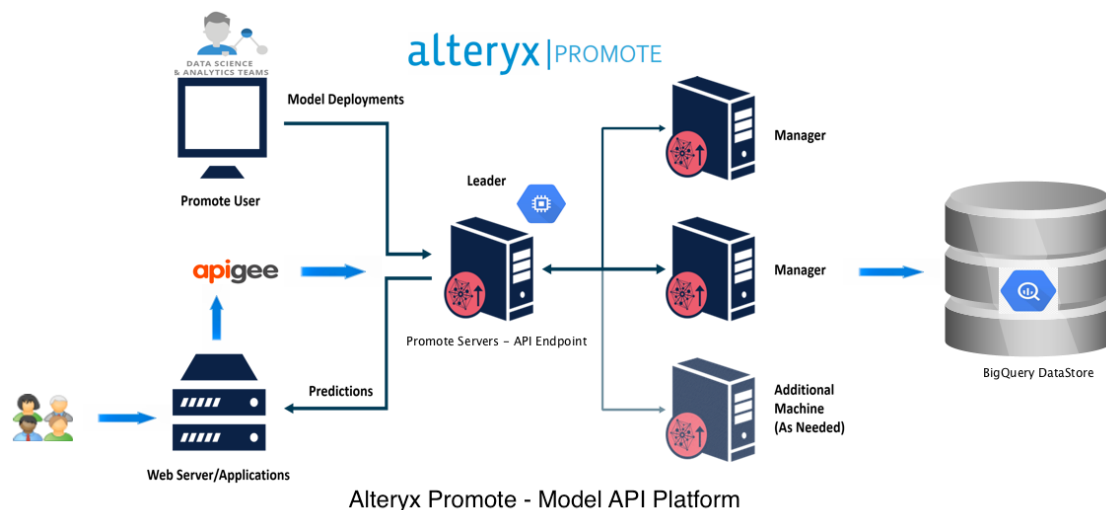 alteryx | PROMOTE
DATA SCIENCE
& ANALYTICS TEAMS
Model Deployments
Manager
Leader
Promote User
apigee
Manager
Promote Servers – API Endpoint
BigQuery DataStore
Predictions
Additional
Machine
(As Needed)
Web Server/Applications
Alteryx Promote - Model API Platform